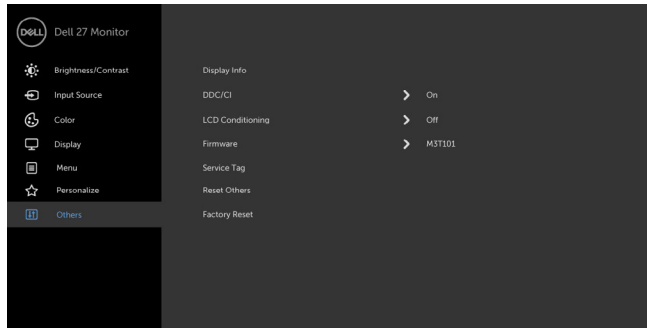 DELL Dell 27 Monitor
Brightness/Contrast Display Info
Input Source DDC/CI On
Color LCD Conditioning Off
Display Firmware M3T101
Menu Service Tag
Personalize Reset Others
Others Factory Reset